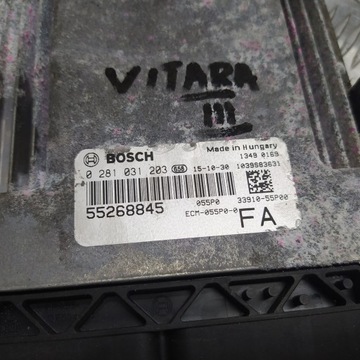 VITARA
III
BOSCH
Made in Hungary
1349 0169
0 281 031 203 15-10-30 1039S83631
055P0 33910-55P00
55268845 ECM-055P0-0 FA